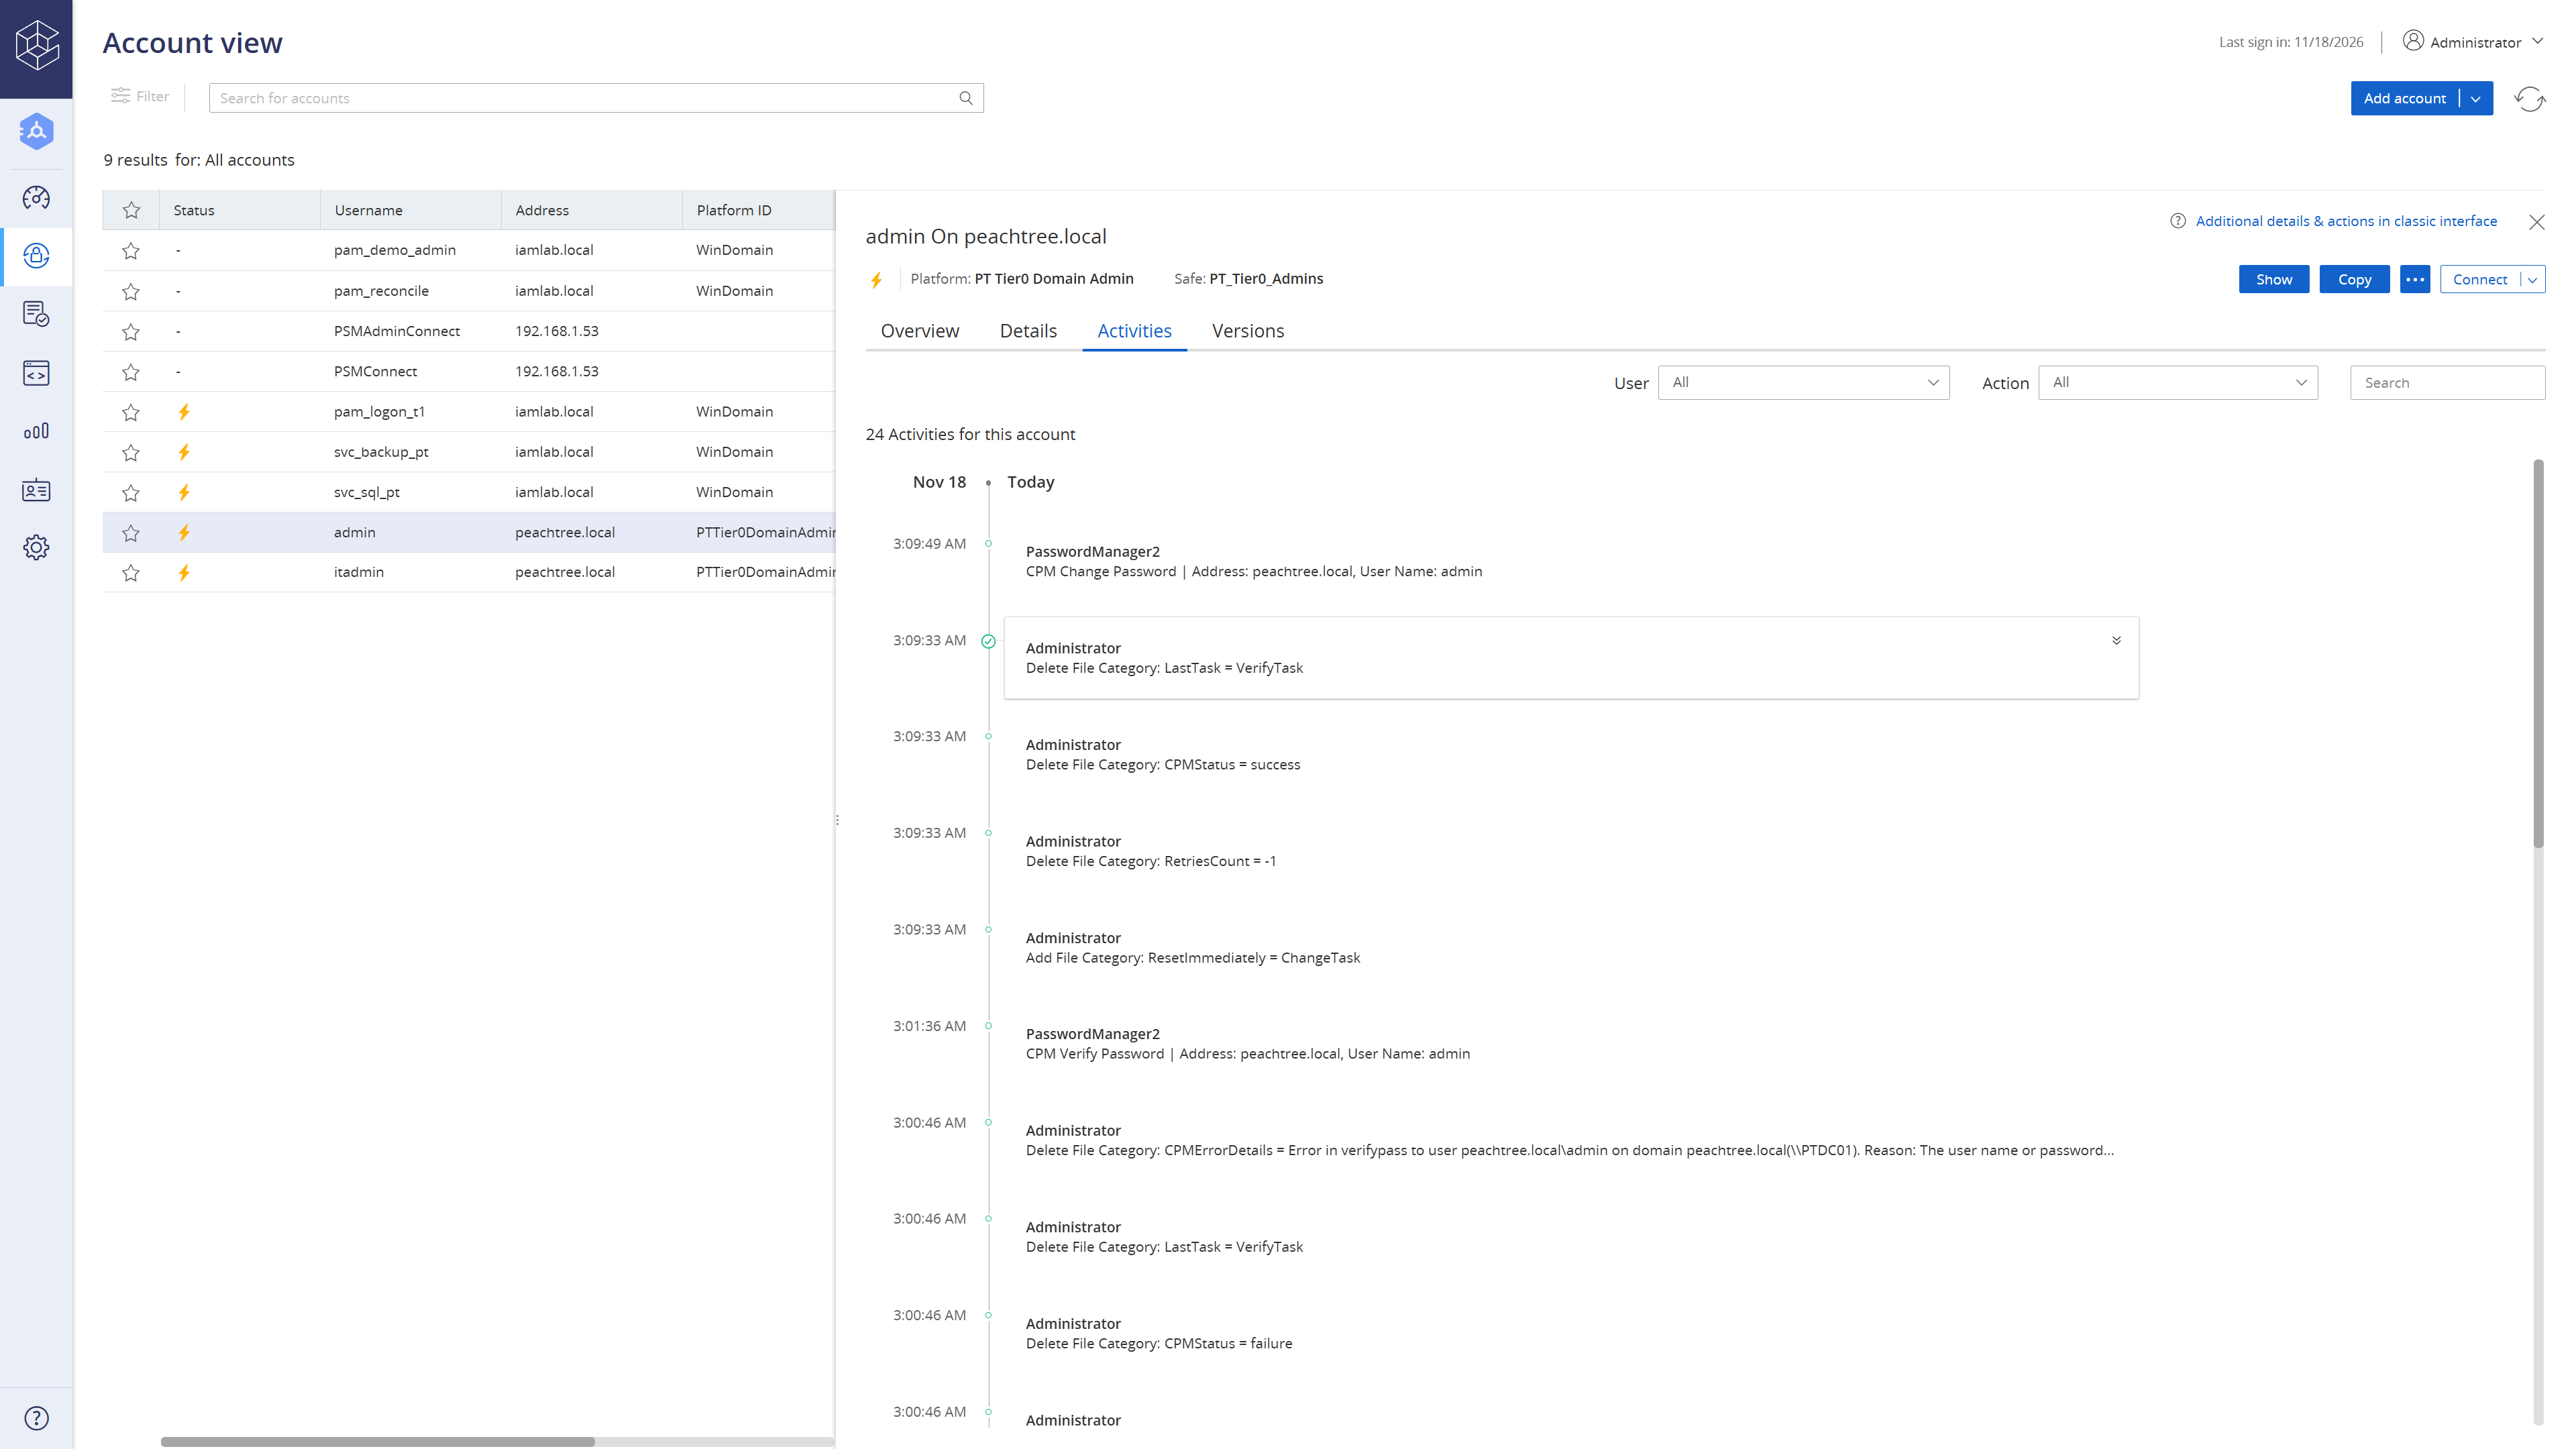 Account view
Last sign in: 11/18/2026
Administrator
Filter
Search for accounts
Add account
9 results for: All accounts
Status Username Address Platform ID
- pam_demo_admin iamlab.local WinDomain
- pam_reconcile iamlab.local WinDomain
- PSMAdminConnect 192.168.1.53
- PSMConnect 192.168.1.53
pam_logon_t1 iamlab.local WinDomain
svc_backup_pt iamlab.local WinDomain
svc_sql_pt iamlab.local WinDomain
admin peachtree.local PTTier0DomainAdmin
itadmin peachtree.local PTTier0DomainAdmin
Additional details & actions in classic interface
admin On peachtree.local
Platform: PT Tier0 Domain Admin Safe: PT_Tier0_Admins
Show Copy Connect
Overview Details Activities Versions
User All Action All Search
24 Activities for this account
Nov 18 Today
3:09:49 AM
PasswordManager2
CPM Change Password | Address: peachtree.local, User Name: admin
3:09:33 AM
Administrator
Delete File Category: LastTask = VerifyTask
3:09:33 AM
Administrator
Delete File Category: CPMStatus = success
3:09:33 AM
Administrator
Delete File Category: RetriesCount = -1
3:09:33 AM
Administrator
Add File Category: ResetImmediately = ChangeTask
3:01:36 AM
PasswordManager2
CPM Verify Password | Address: peachtree.local, User Name: admin
3:00:46 AM
Administrator
Delete File Category: CPMErrorDetails = Error in verifypass to user peachtree.local\admin on domain peachtree.local(\\PTDC01). Reason: The user name or password...
3:00:46 AM
Administrator
Delete File Category: LastTask = VerifyTask
3:00:46 AM
Administrator
Delete File Category: CPMStatus = failure
3:00:46 AM
Administrator